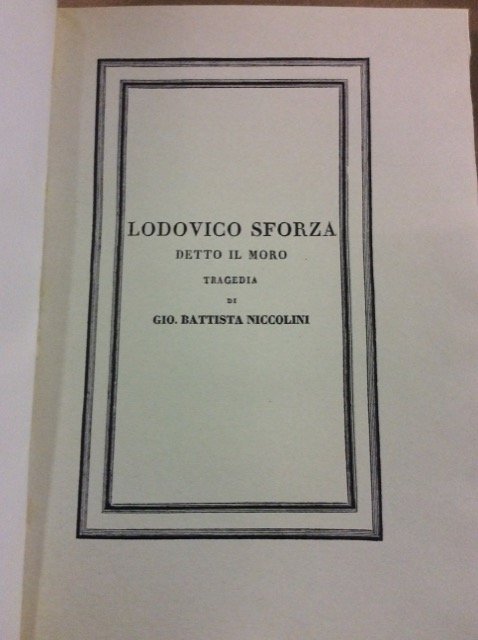 LODOVICO SFORZA
DETTO IL MORO
TRAGEDIA
DI
GIO. BATTISTA NICCOLINI